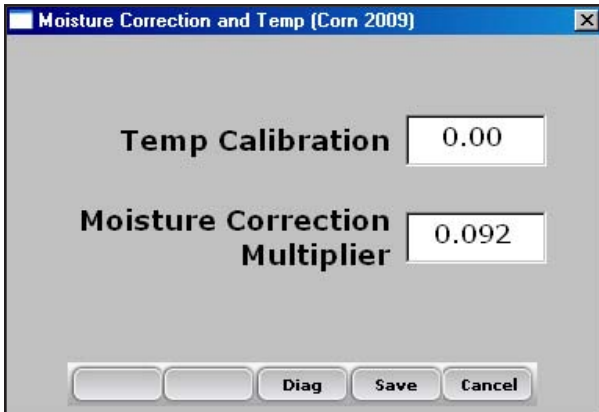 Moisture Correction and Temp (Corn 2009)
Temp Calibration 0.00
Moisture Correction
Multiplier 0.092
Diag Save Cancel